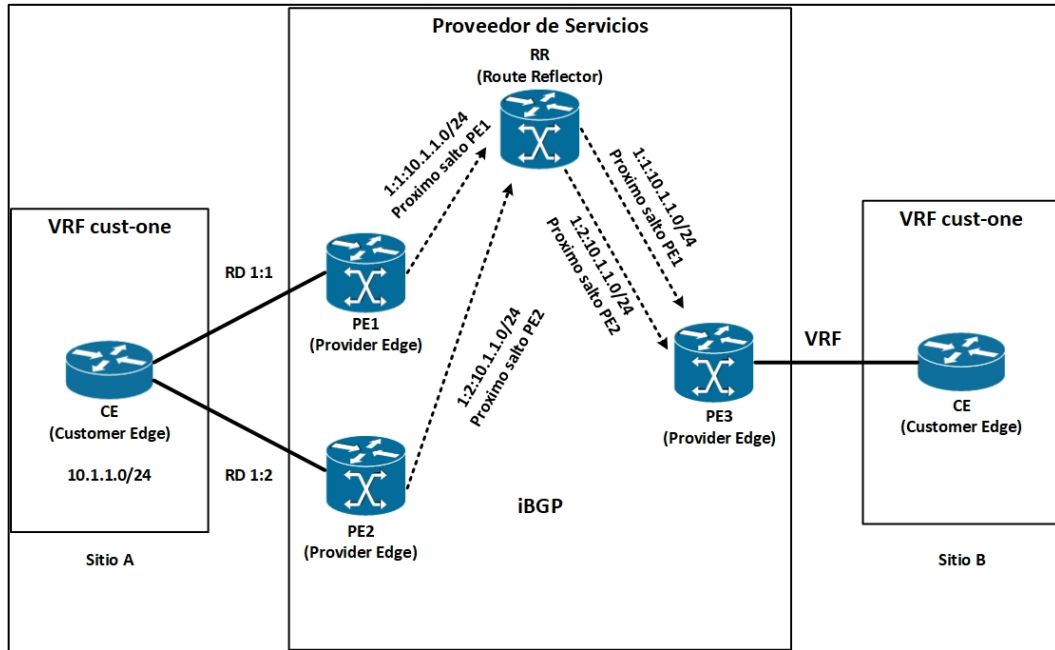 Proveedor de Servicios
RR
(Route Reflector)
1:1:10.1.1.0/24
Proximo salto PE1
1:1:10.1.1.0/24
Proximo salto PE1
1:2:10.1.1.0/24
Proximo salto PE2
1:2:10.1.1.0/24
Proximo salto PE2
VRF cust-one
RD 1:1
PE1
(Provider Edge)
CE
(Customer Edge)
10.1.1.0/24
RD 1:2
PE2
(Provider Edge)
iBGP
PE3
(Provider Edge)
VRF
VRF cust-one
CE
(Customer Edge)
Sitio A
Sitio B